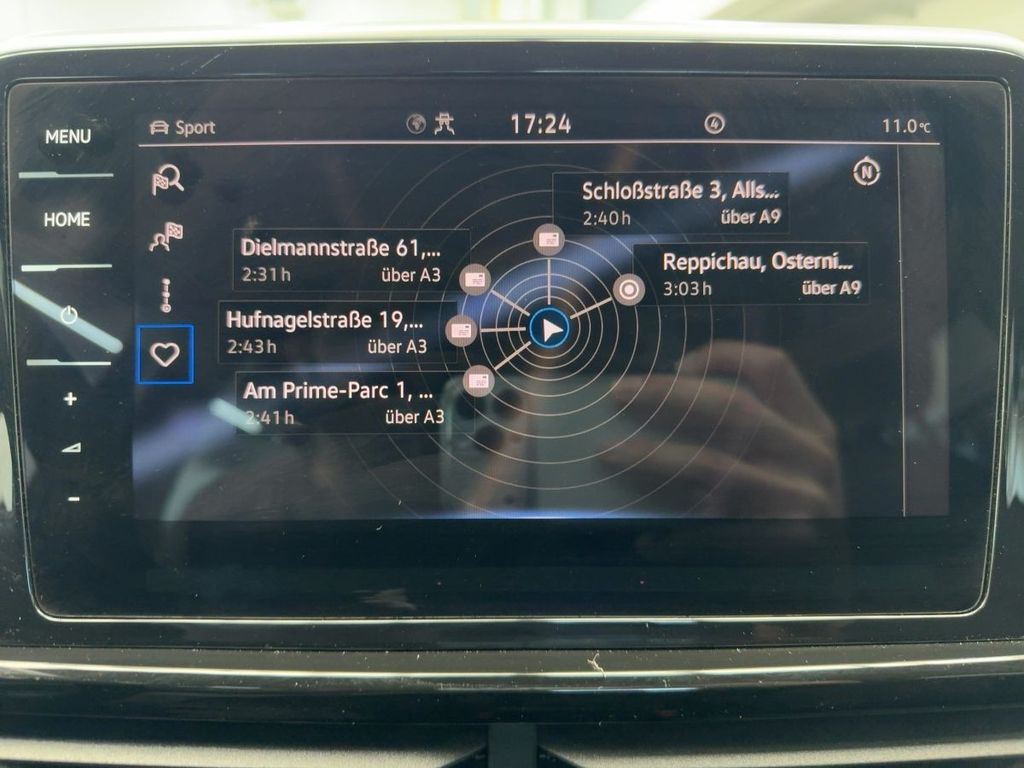 MENU
HOME
+
-
Sport
17:24
4
11.0°C
N
Schloßstraße 3, Alls...
2:40 h
über A9
Dielmannstraße 61,...
2:31 h
über A3
Reppichau, Osterni...
3:03 h
über A9
Hufnagelstraße 19,...
2:43 h
über A3
Am Prime-Parc 1, ...
2:41 h
über A3